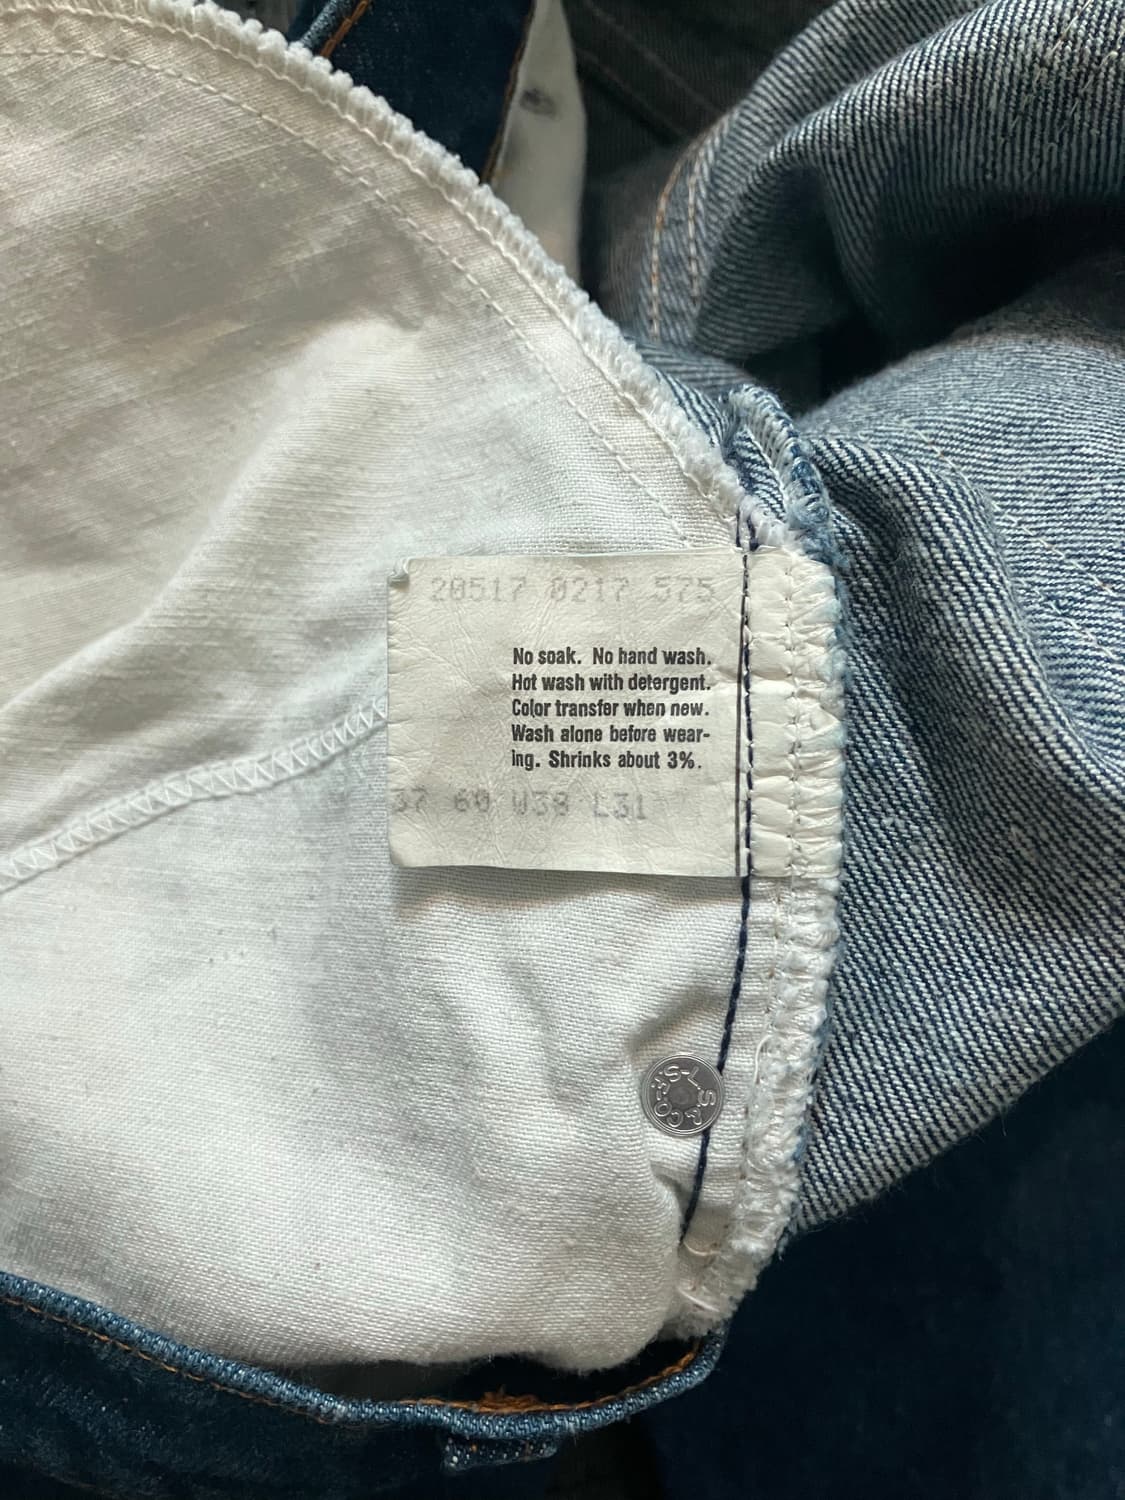 20517 0217 575
No soak. No hand wash.
Hot wash with detergent.
Color transfer when new.
Wash alone before wear-
ing. Shrinks about 3%.
37 60 W38 L31
L.S.&CO-S.F.